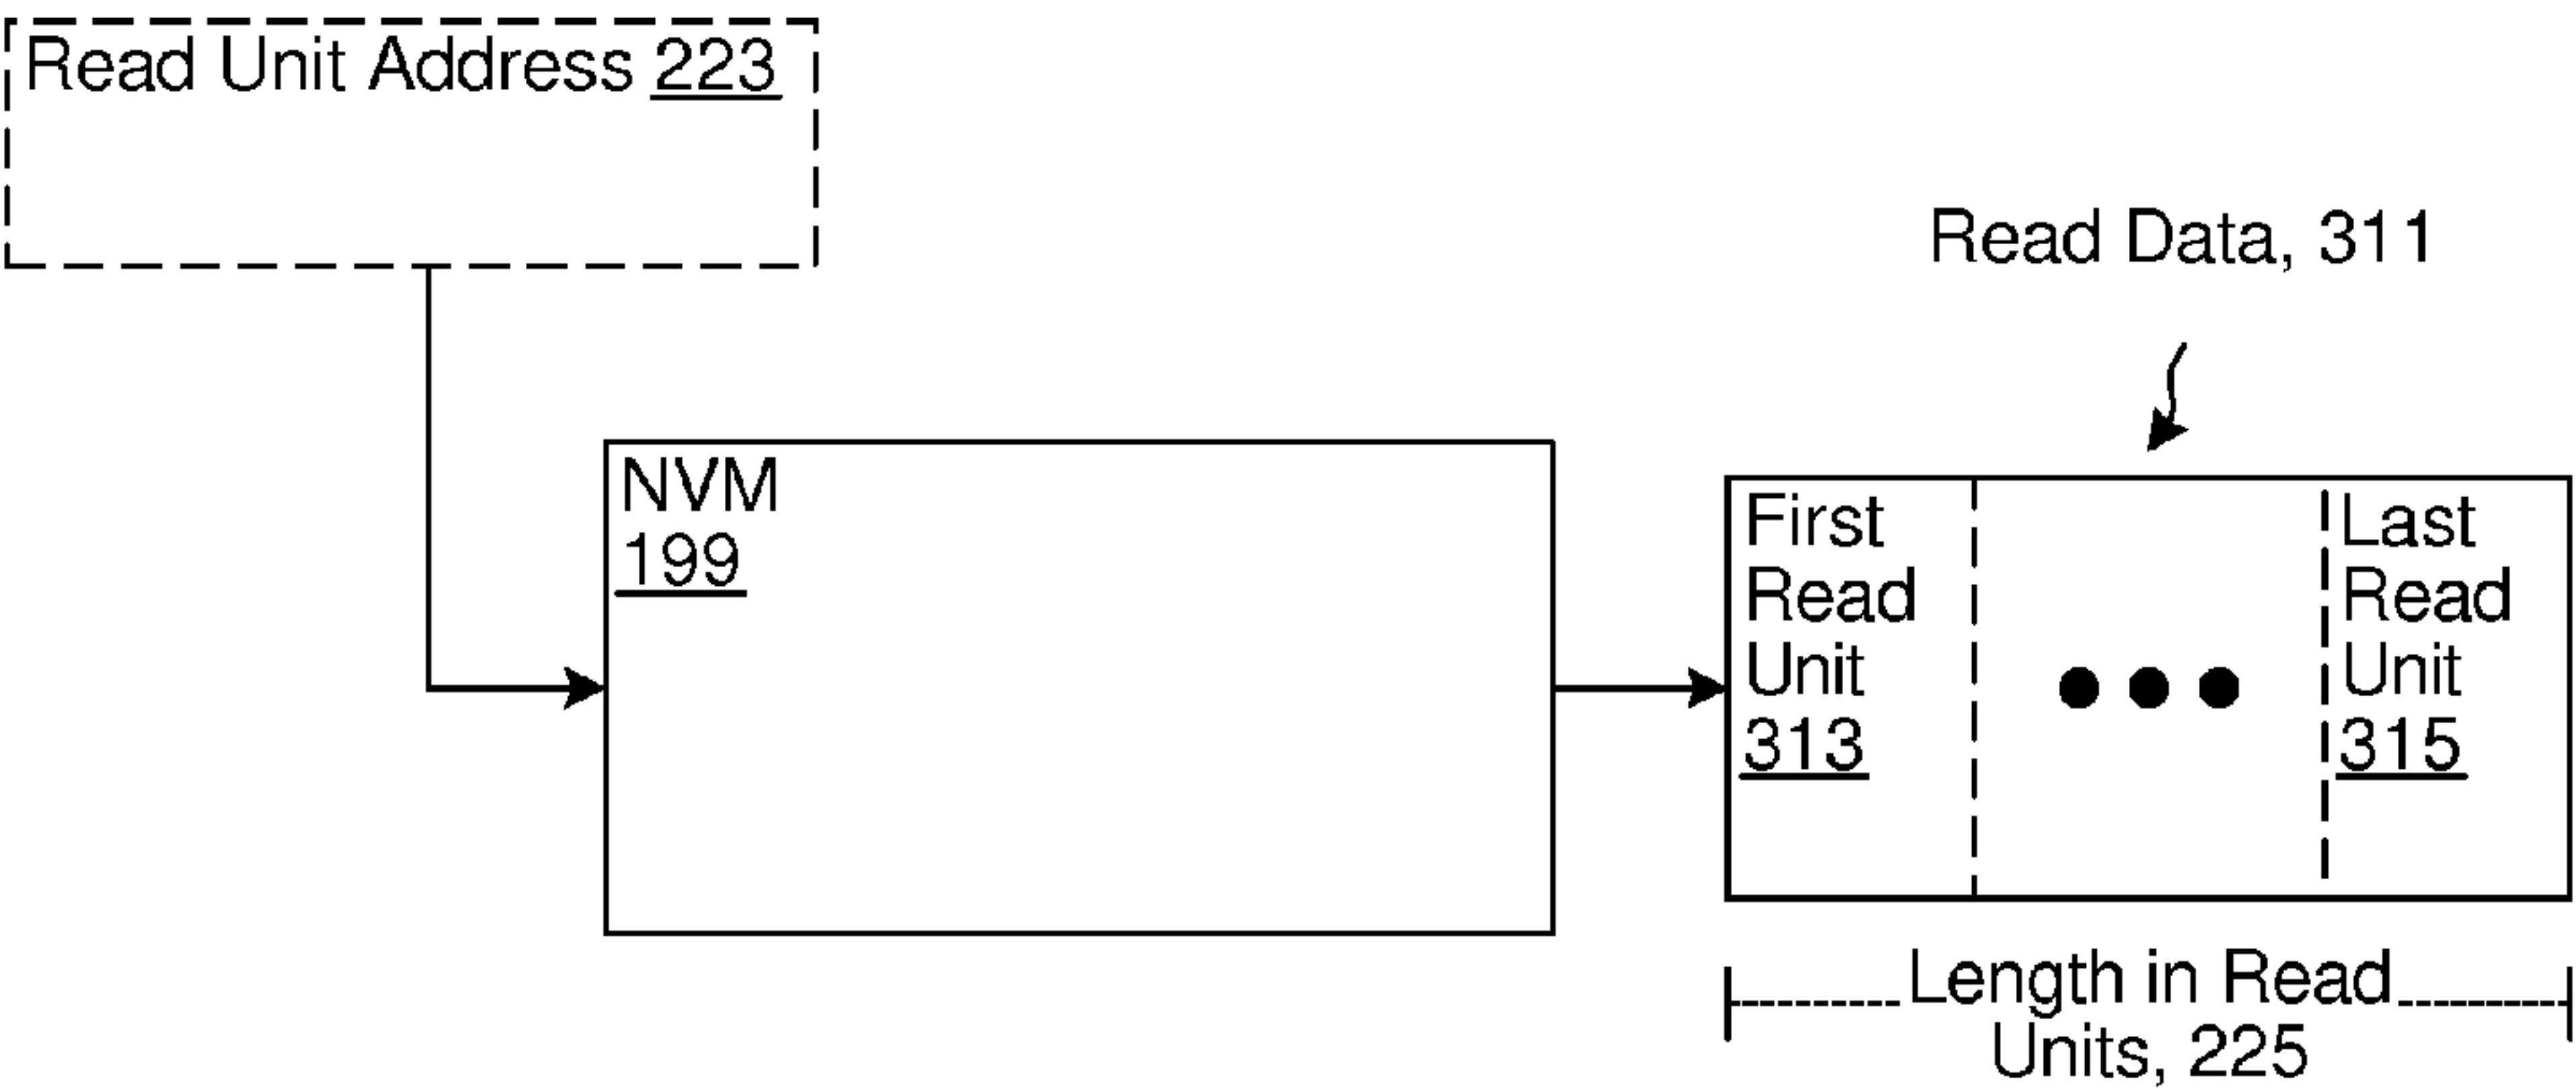 Read Unit Address 223
Read Data, 311
NVM
199
First
Read
Unit
313
Last
Read
Unit
315
Length in Read
Units, 225